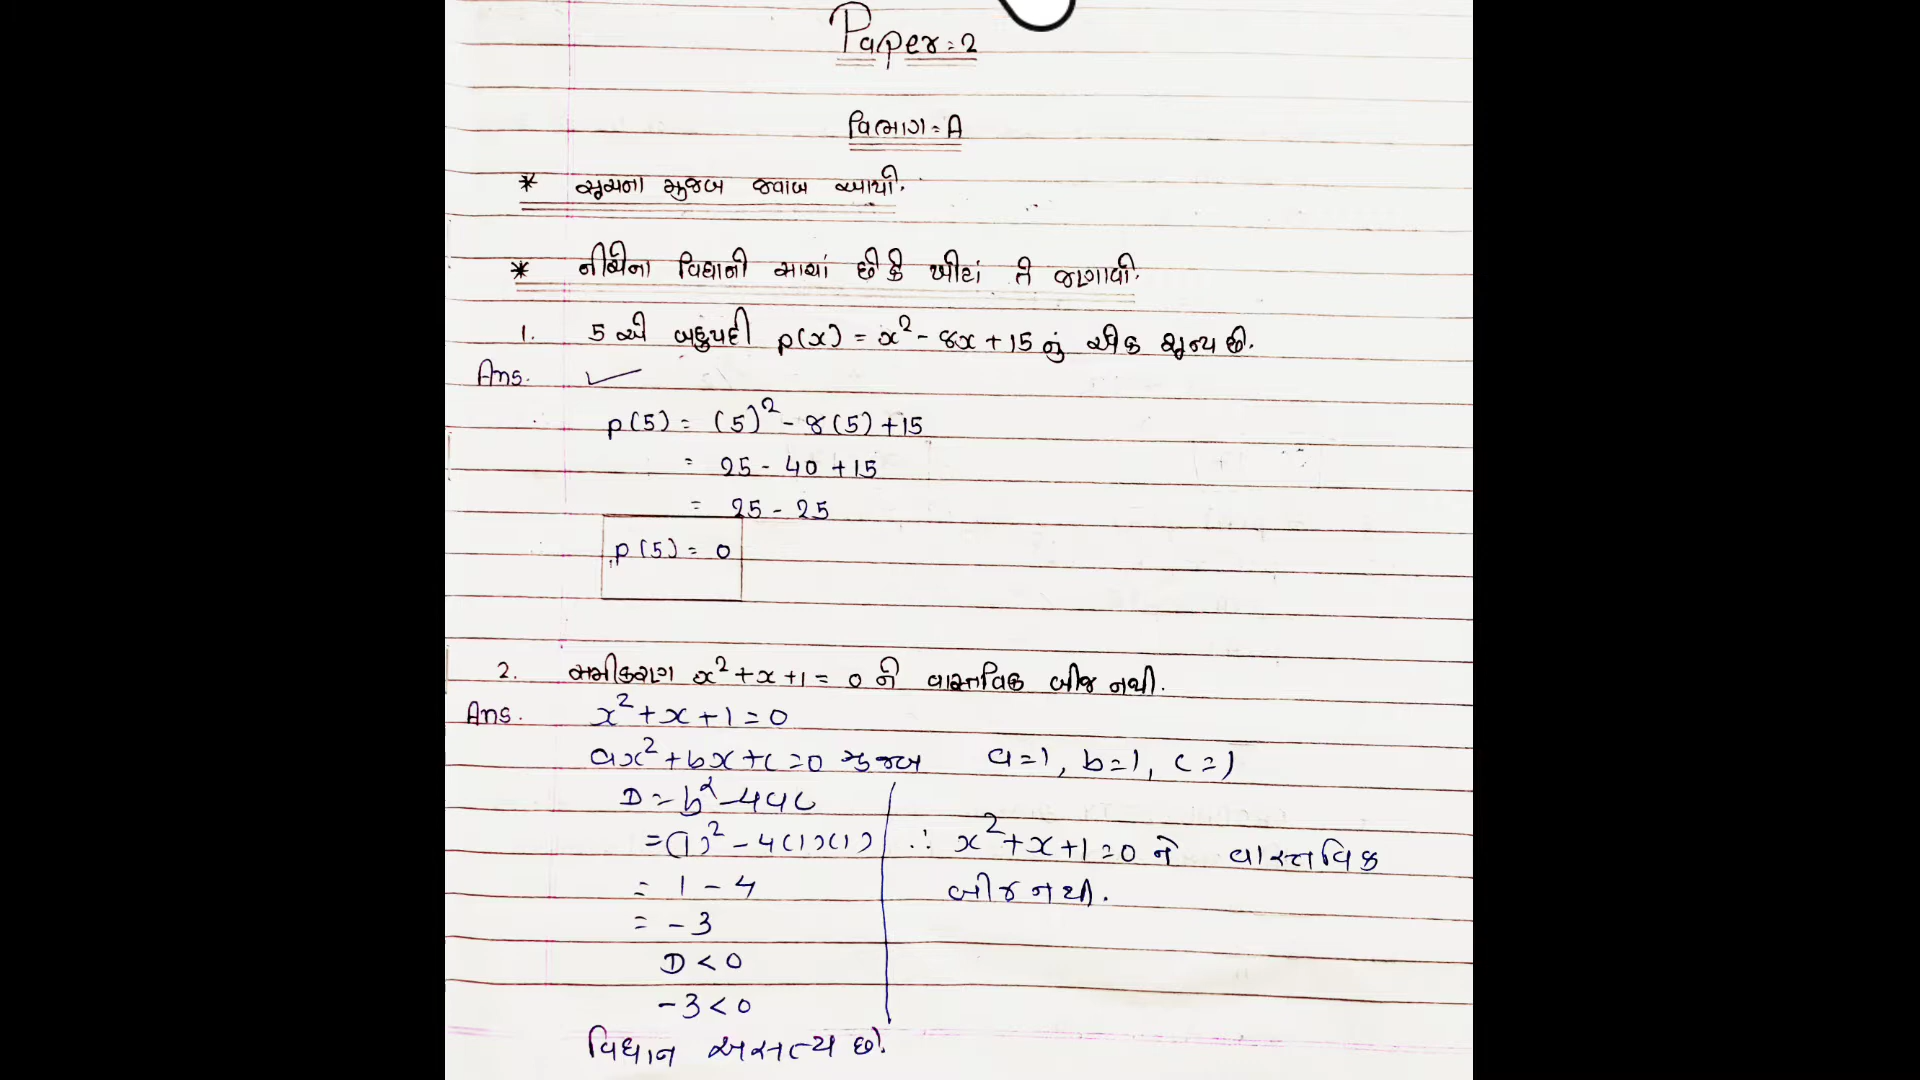 Paper: 2
વિભાગ: A
* સૂચના મુજબ જવાબ આપો.
* નીચેના વિધાનો સાચાં છે કે ખોટાં તે જણાવો.
1. 5 એ બહુપદી p(x) = x² - 8x + 15 નું એક શૂન્ય છે.
Ans. ✓
p(5) = (5)² - 8(5) + 15
= 25 - 40 + 15
= 25 - 25
p(5) = 0
2. સમીકરણ x² + x + 1 = 0 ને વાસ્તવિક બીજ નથી.
Ans. x² + x + 1 = 0
ax² + bx + c = 0 મુજબ a = 1, b = 1, c = 1
D = b² - 4ac
= (1)² - 4(1)(1)
= 1 - 4
= -3
D < 0
-3 < 0
∴ x² + x + 1 = 0 ને વાસ્તવિક
બીજ નથી.
વિધાન અસત્ય છે.